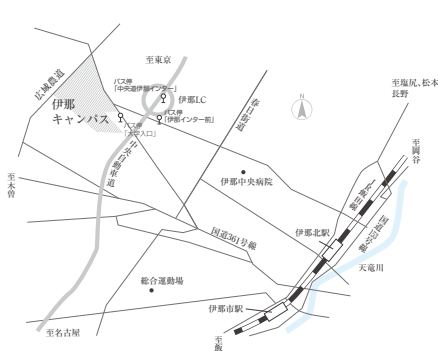 至東京
広域農道
バス停
「中央道伊那インター」
伊那
キャンパス
伊那I.C
バス停
「伊那インター前」
バス停
「大学入口」
春日街道
N
至塩尻、松本
長野
至岡谷
中央自動車道
伊那中央病院
JR飯田線
至木曽
国道361号線
伊那北駅
国道153号線
天竜川
総合運動場
伊那市駅
至名古屋
至飯